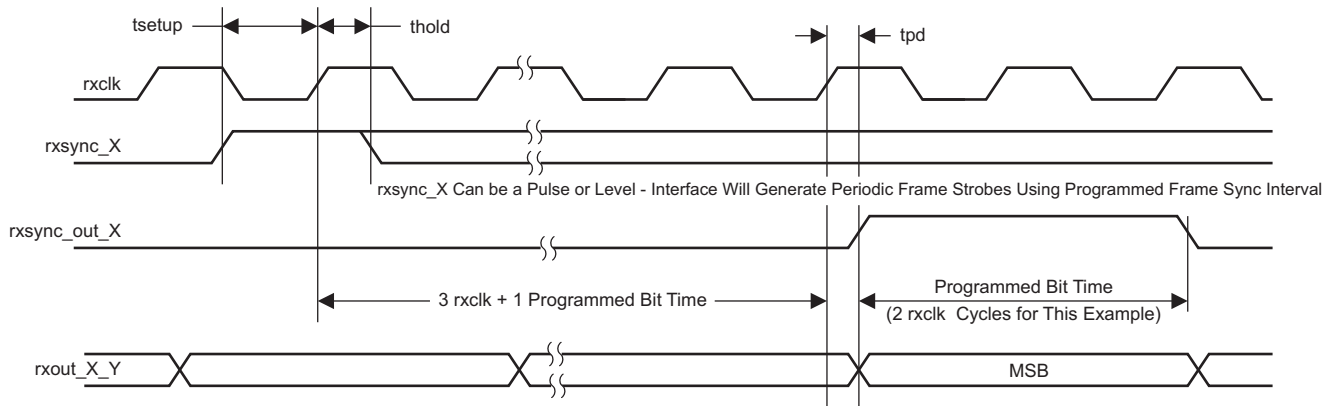 tsetup
thold
tpd
rxclk
rxsync_X
rxsync_X Can be a Pulse or Level - Interface Will Generate Periodic Frame Strobes Using Programmed Frame Sync Interval
rxsync_out_X
3 rxclk + 1 Programmed Bit Time
Programmed Bit Time
(2 rxclk Cycles for This Example)
rxout_X_Y
MSB